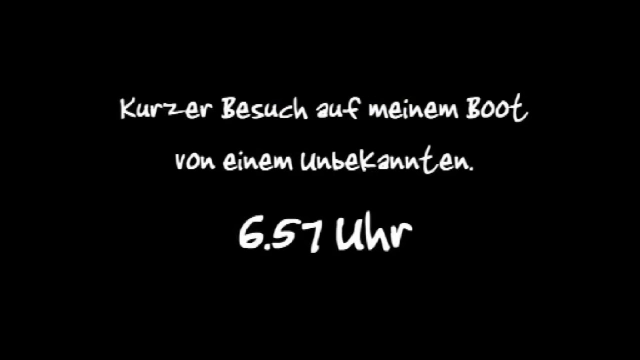 Kurzer Besuch auf meinem Boot
von einem Unbekannten.
6.57 Uhr